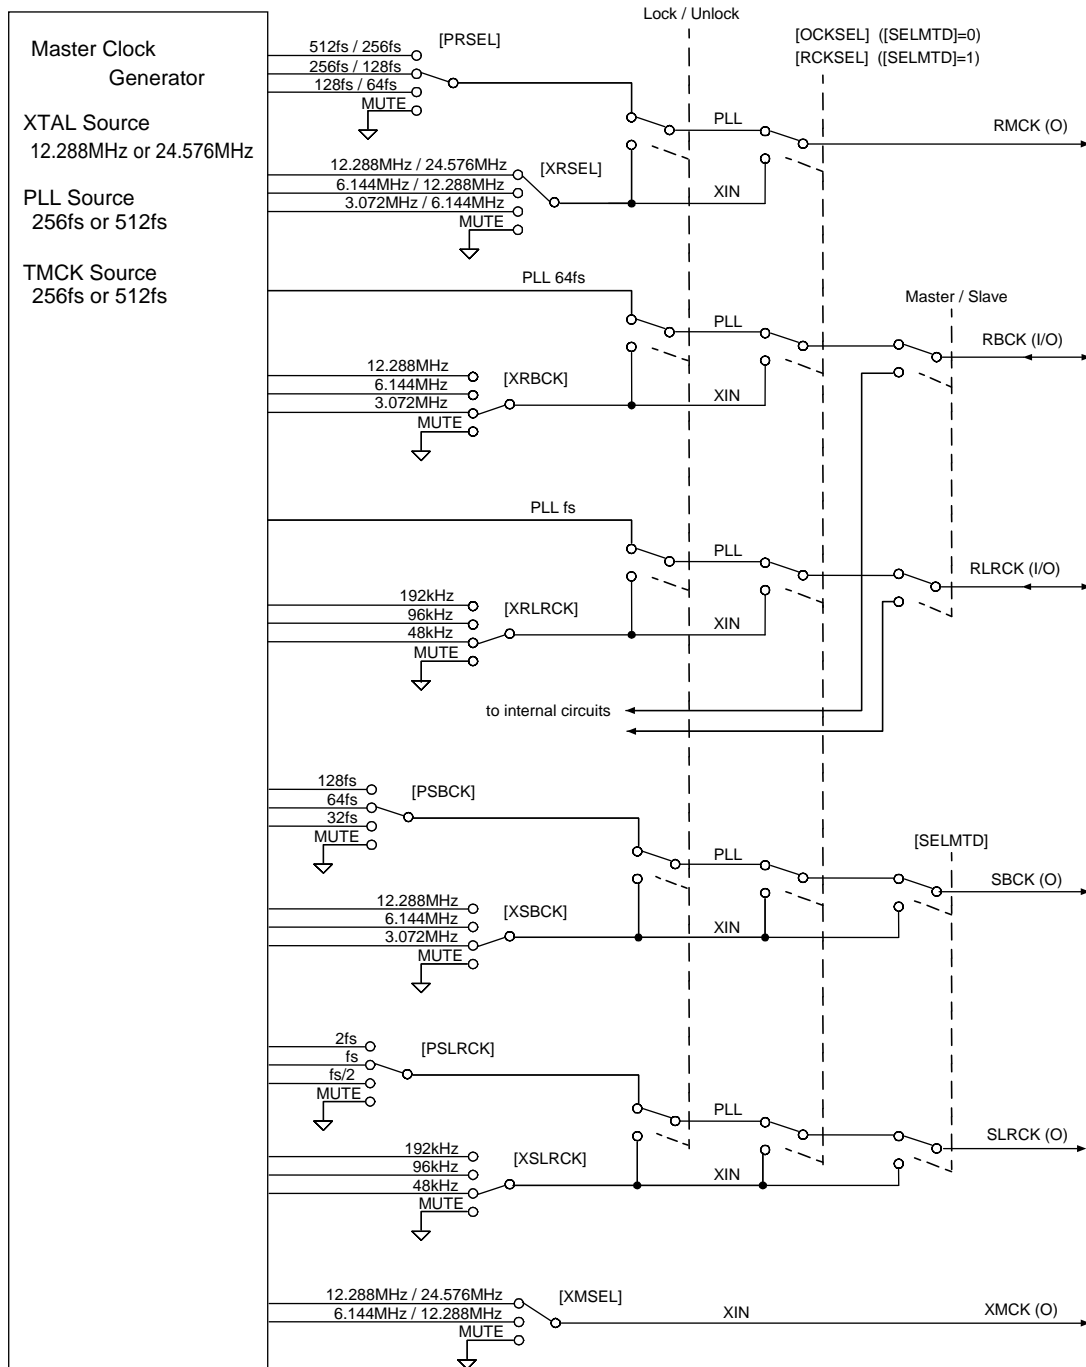 Lock / Unlock
[OCKSEL] ([SELMTD]=0)
[RCKSEL] ([SELMTD]=1)
Master Clock
Generator
XTAL Source
12.288MHz or 24.576MHz
PLL Source
256fs or 512fs
TMCK Source
256fs or 512fs
512fs / 256fs
256fs / 128fs
128fs / 64fs
MUTE
[PRSEL]
PLL
RMCK (O)
12.288MHz / 24.576MHz
6.144MHz / 12.288MHz
3.072MHz / 6.144MHz
MUTE
[XRSEL]
XIN
PLL 64fs
Master / Slave
PLL
RBCK (I/O)
12.288MHz
6.144MHz
3.072MHz
MUTE
[XRBCK]
XIN
PLL fs
PLL
RLRCK (I/O)
192kHz
96kHz
48kHz
MUTE
[XRLRCK]
XIN
to internal circuits
128fs
64fs
32fs
MUTE
[PSBCK]
[SELMTD]
PLL
SBCK (O)
12.288MHz
6.144MHz
3.072MHz
MUTE
[XSBCK]
XIN
2fs
fs
fs/2
MUTE
[PSLRCK]
PLL
SLRCK (O)
192kHz
96kHz
48kHz
MUTE
[XSLRCK]
XIN
12.288MHz / 24.576MHz
6.144MHz / 12.288MHz
MUTE
[XMSEL]
XIN
XMCK (O)